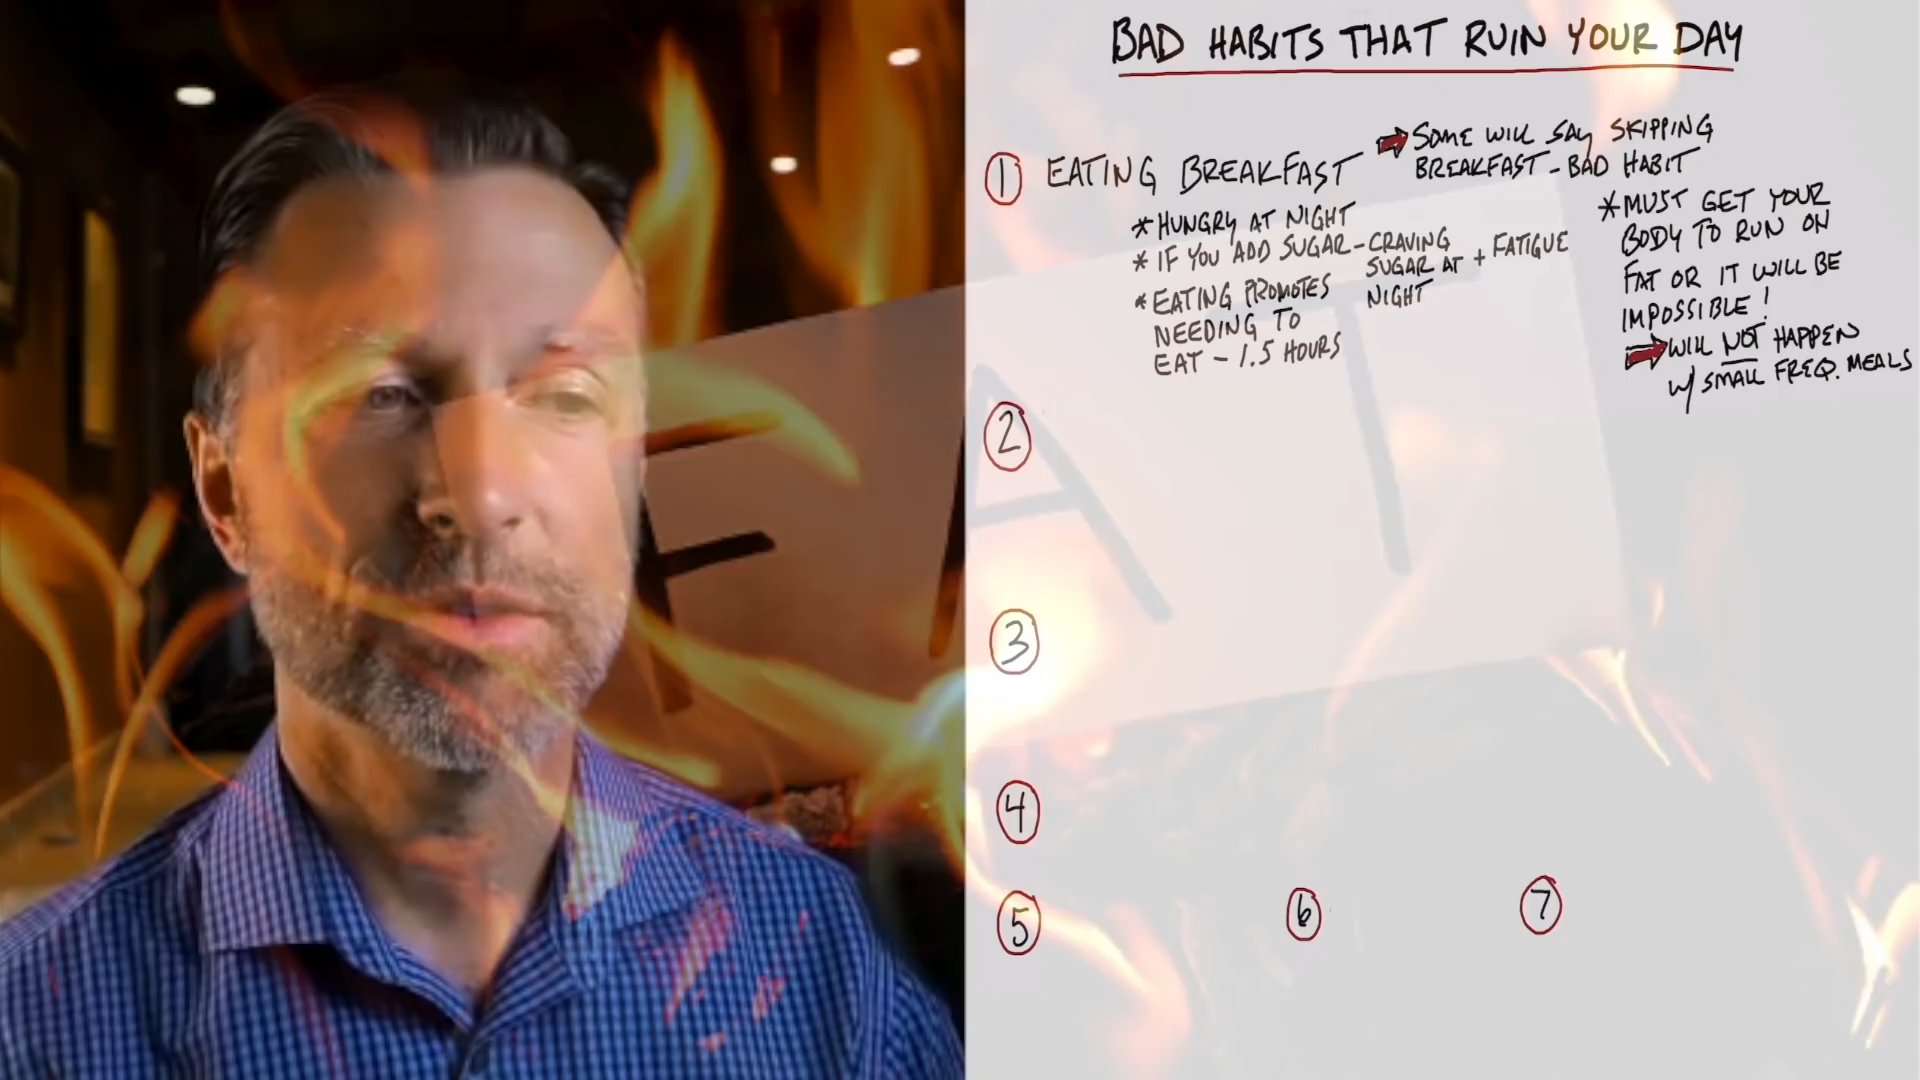 BAD HABITS THAT RUIN YOUR DAY
1 EATING BREAKFAST
SOME WILL SAY SKIPPING
BREAKFAST - BAD HABIT
* HUNGRY AT NIGHT
* IF YOU ADD SUGAR - CRAVING
SUGAR AT + FATIGUE
NIGHT
* EATING PROMOTES
NEEDING TO
EAT - 1.5 HOURS
* MUST GET YOUR
BODY TO RUN ON
FAT OR IT WILL BE
IMPOSSIBLE!
WILL NOT HAPPEN
W/ SMALL FREQ. MEALS
FAT
2
3
4
5
6
7